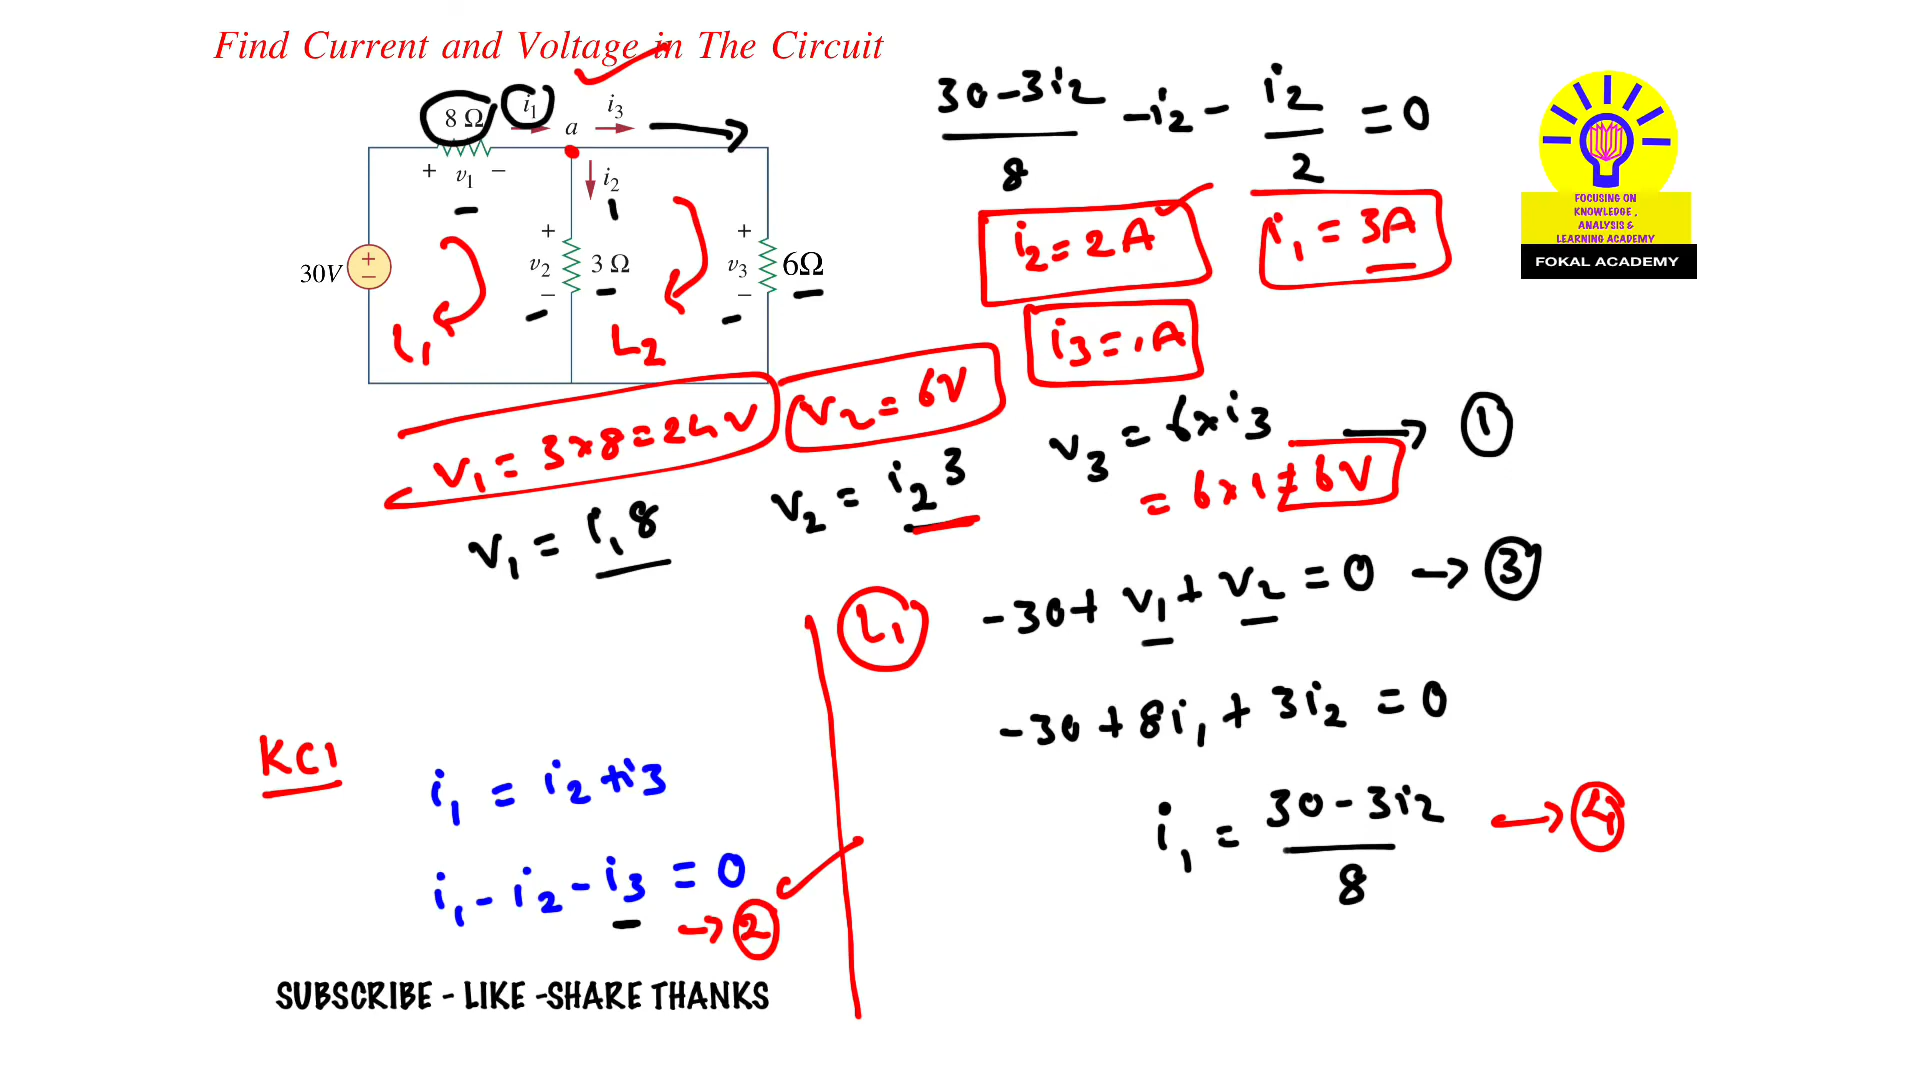 Find Current and Voltage in The Circuit
8 Ω
i1
a
i3
+ v1 −
i2
30V
+
−
+
v2
−
3 Ω
+
v3
−
6Ω
L1
L2
(30-3i2)/8 - i2 - i2/2 = 0
i2 = 2A
i1 = 3A
i3 = 1A
v1 = 3×8 = 24V
v2 = 6V
v3 = 6×i3 → 1
= 6×1 = 6V
v1 = i1 8
v2 = i2 3
L1
-30 + v1 + v2 = 0 → 3
-30 + 8i1 + 3i2 = 0
i1 = (30-3i2)/8 → 4
KCl
i1 = i2+i3
i1 - i2 - i3 = 0 → 2
SUBSCRIBE - LIKE -SHARE THANKS
FOCUSING ON
KNOWLEDGE ,
ANALYSIS &
LEARNING ACADEMY
FOKAL ACADEMY